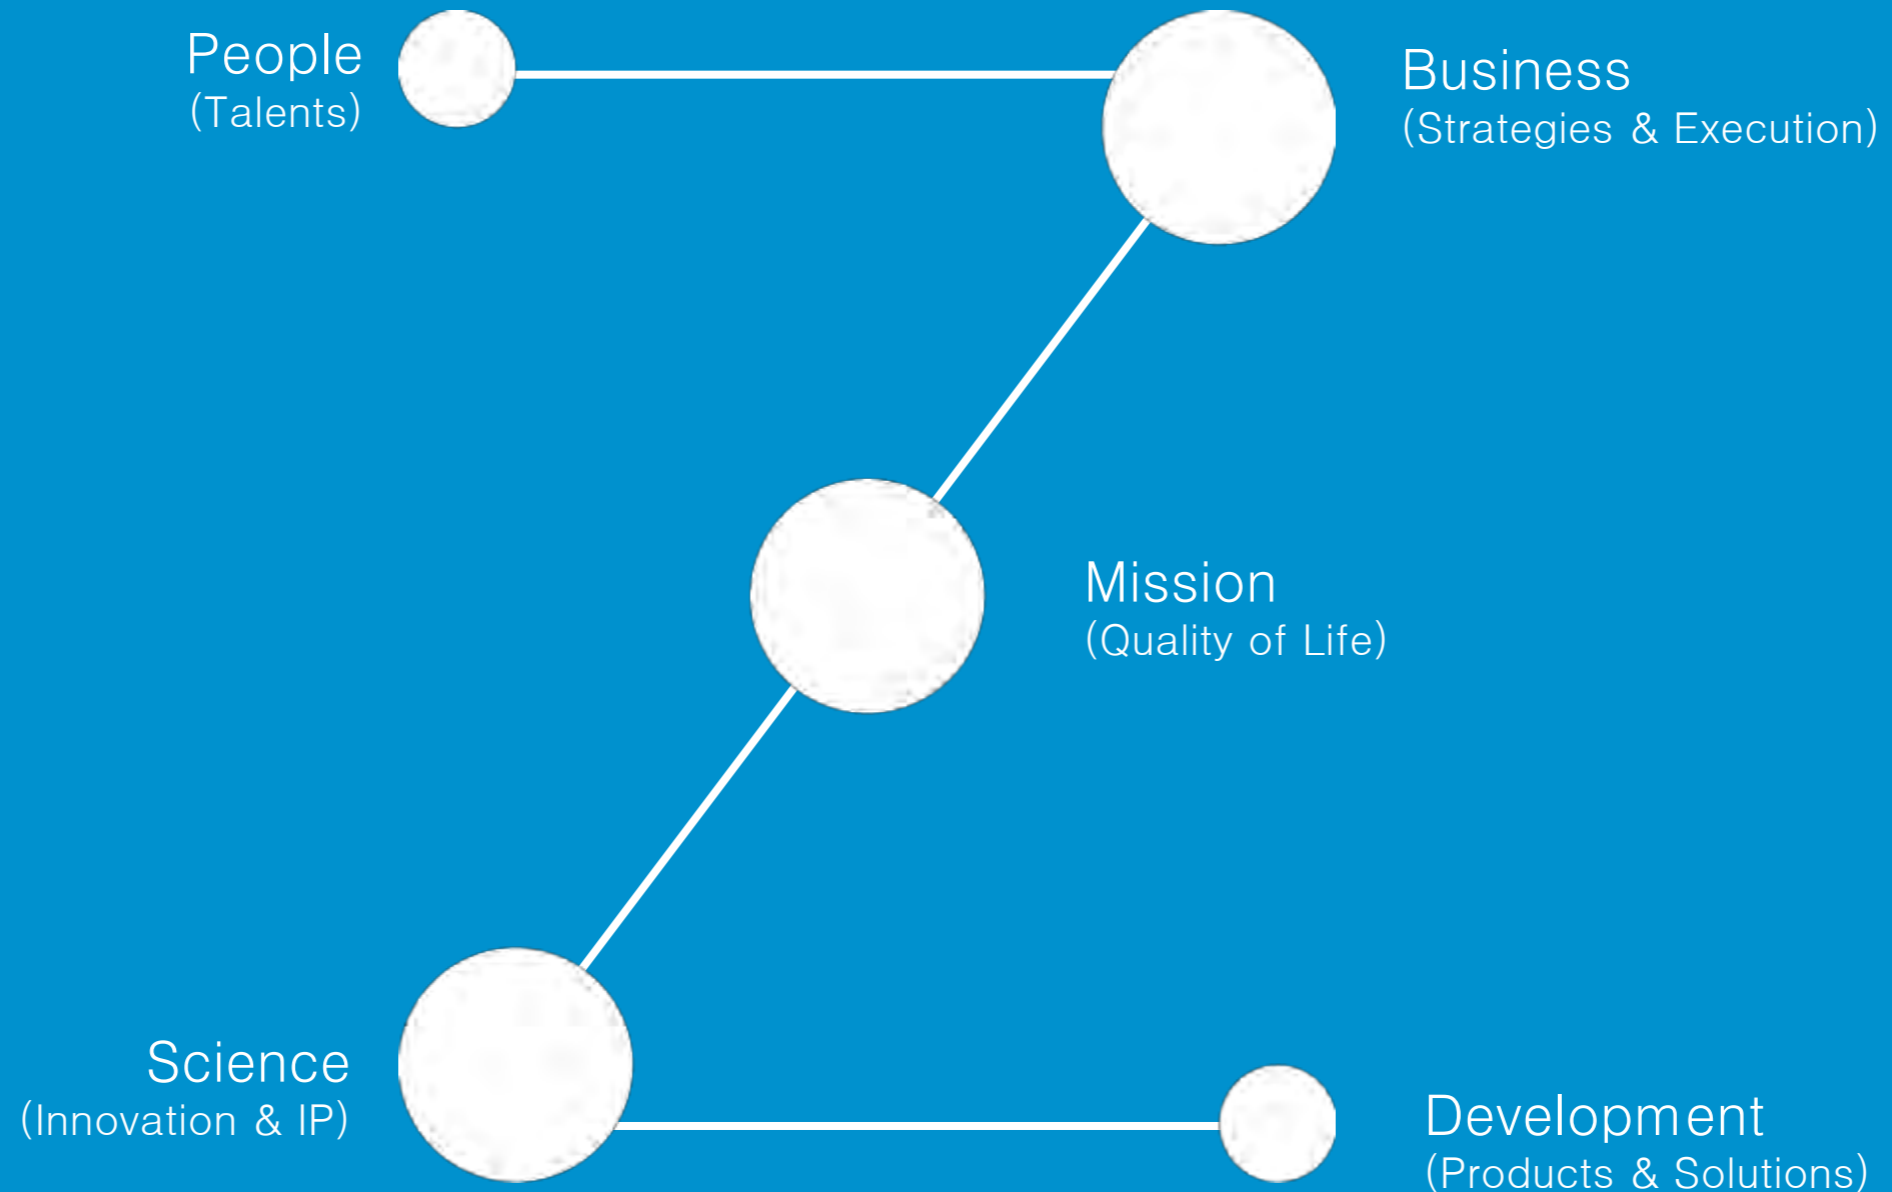 People
(Talents)
Business
(Strategies & Execution)
Mission
(Quality of Life)
Science
(Innovation & IP)
Development
(Products & Solutions)